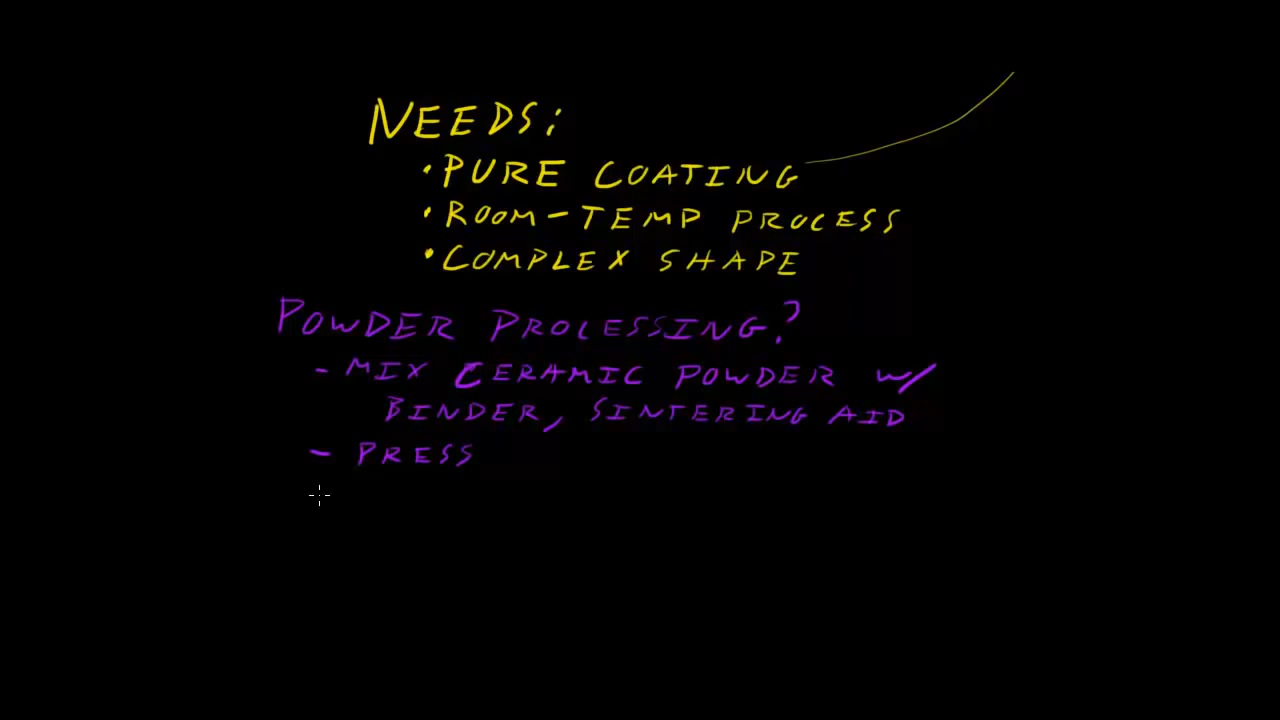 NEEDS:
• PURE COATING
• ROOM-TEMP PROCESS
• COMPLEX SHAPE
POWDER PROCESSING?
- MIX CERAMIC POWDER w/
BINDER, SINTERING AID
- PRESS